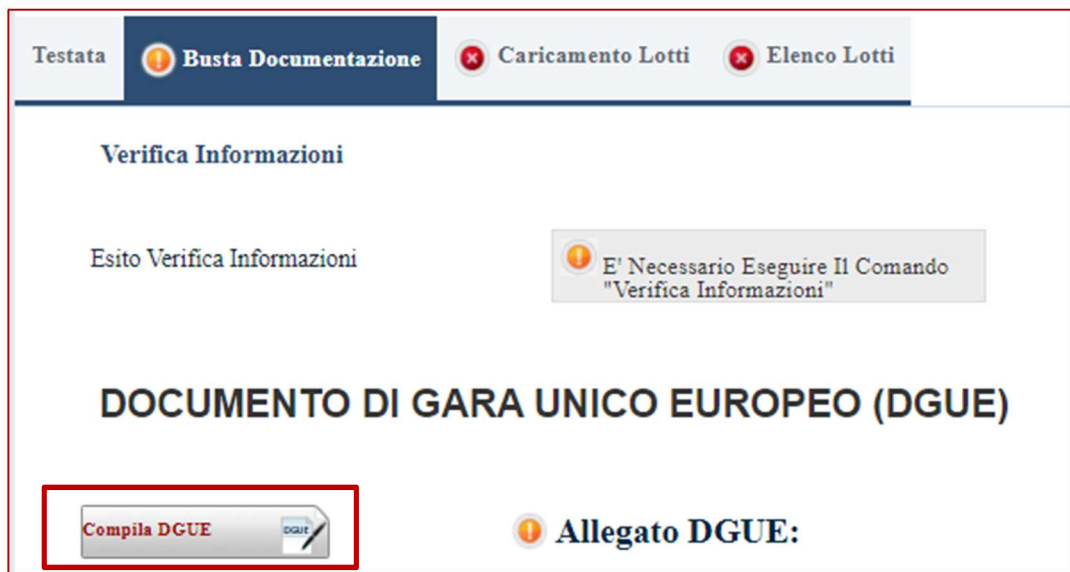 Testata Busta Documentazione Caricamento Lotti Elenco Lotti
Verifica Informazioni
Esito Verifica Informazioni
E' Necessario Eseguire Il Comando
"Verifica Informazioni"
DOCUMENTO DI GARA UNICO EUROPEO (DGUE)
Compila DGUE DGUE
Allegato DGUE: